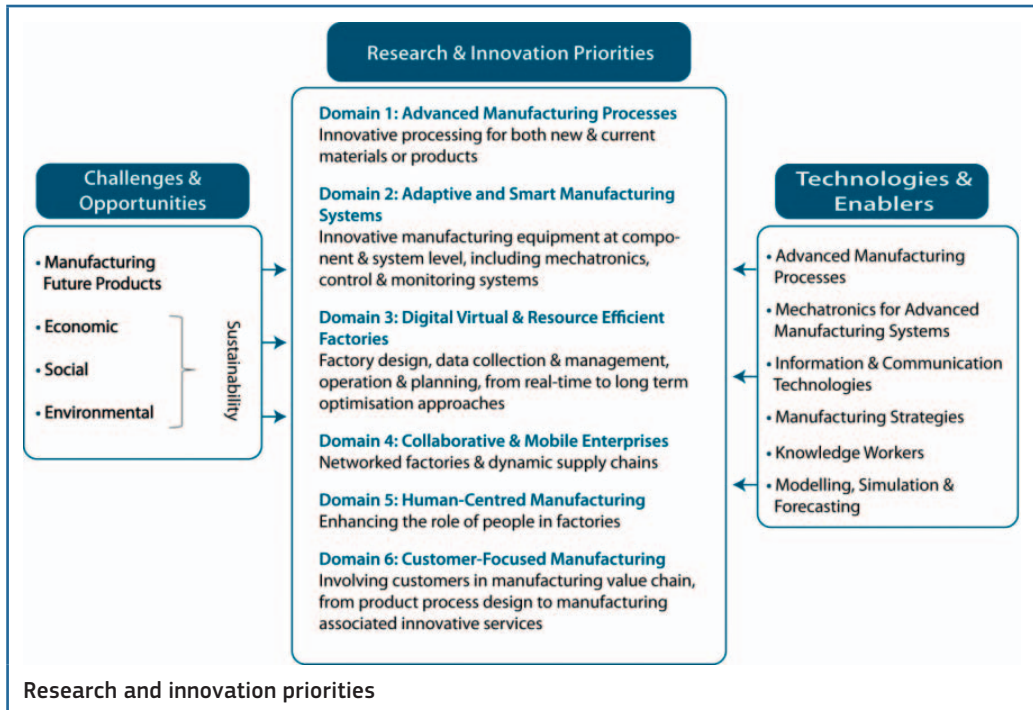 Research & Innovation Priorities
Challenges &
Opportunities
• Manufacturing
Future Products
• Economic
• Social
• Environmental
Sustainability
Domain 1: Advanced Manufacturing Processes
Innovative processing for both new & current
materials or products
Domain 2: Adaptive and Smart Manufacturing
Systems
Innovative manufacturing equipment at compo-
nent & system level, including mechatronics,
control & monitoring systems
Domain 3: Digital Virtual & Resource Efficient
Factories
Factory design, data collection & management,
operation & planning, from real-time to long term
optimisation approaches
Domain 4: Collaborative & Mobile Enterprises
Networked factories & dynamic supply chains
Domain 5: Human-Centred Manufacturing
Enhancing the role of people in factories
Domain 6: Customer-Focused Manufacturing
Involving customers in manufacturing value chain,
from product process design to manufacturing
associated innovative services
Technologies &
Enablers
• Advanced Manufacturing
Processes
• Mechatronics for Advanced
Manufacturing Systems
• Information & Communication
Technologies
• Manufacturing Strategies
• Knowledge Workers
• Modelling, Simulation &
Forecasting
Research and innovation priorities